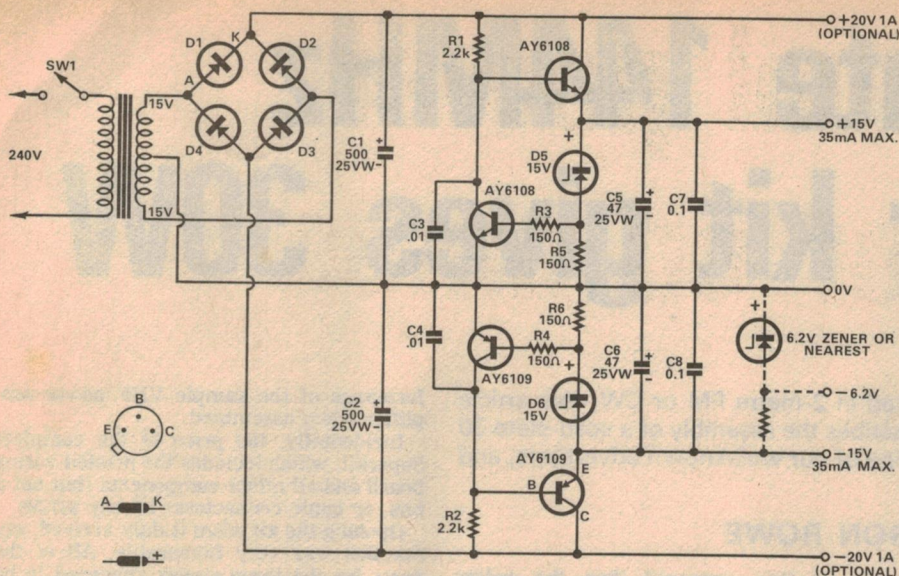 +20V 1A
(OPTIONAL)
R1
2.2k
AY6108
D1
K
D2
A
D4
D3
SW1
240V
15V
15V
C1
500
25VW
+
-
+15V
35mA MAX.
+
D5
15V
AY6108
C3
.01
R3
150Ω
R5
150Ω
C5
47
25VW
+
-
C7
0.1
0V
R6
150Ω
R4
150Ω
C4
.01
AY6109
+
D6
15V
C6
47
25VW
+
-
C8
0.1
+
6.2V ZENER OR
NEAREST
-6.2V
C2
500
25VW
+
-
-15V
35mA MAX.
AY6109
B
E
C
R2
2.2k
-20V 1A
(OPTIONAL)
B
E
C
A
K
-
+